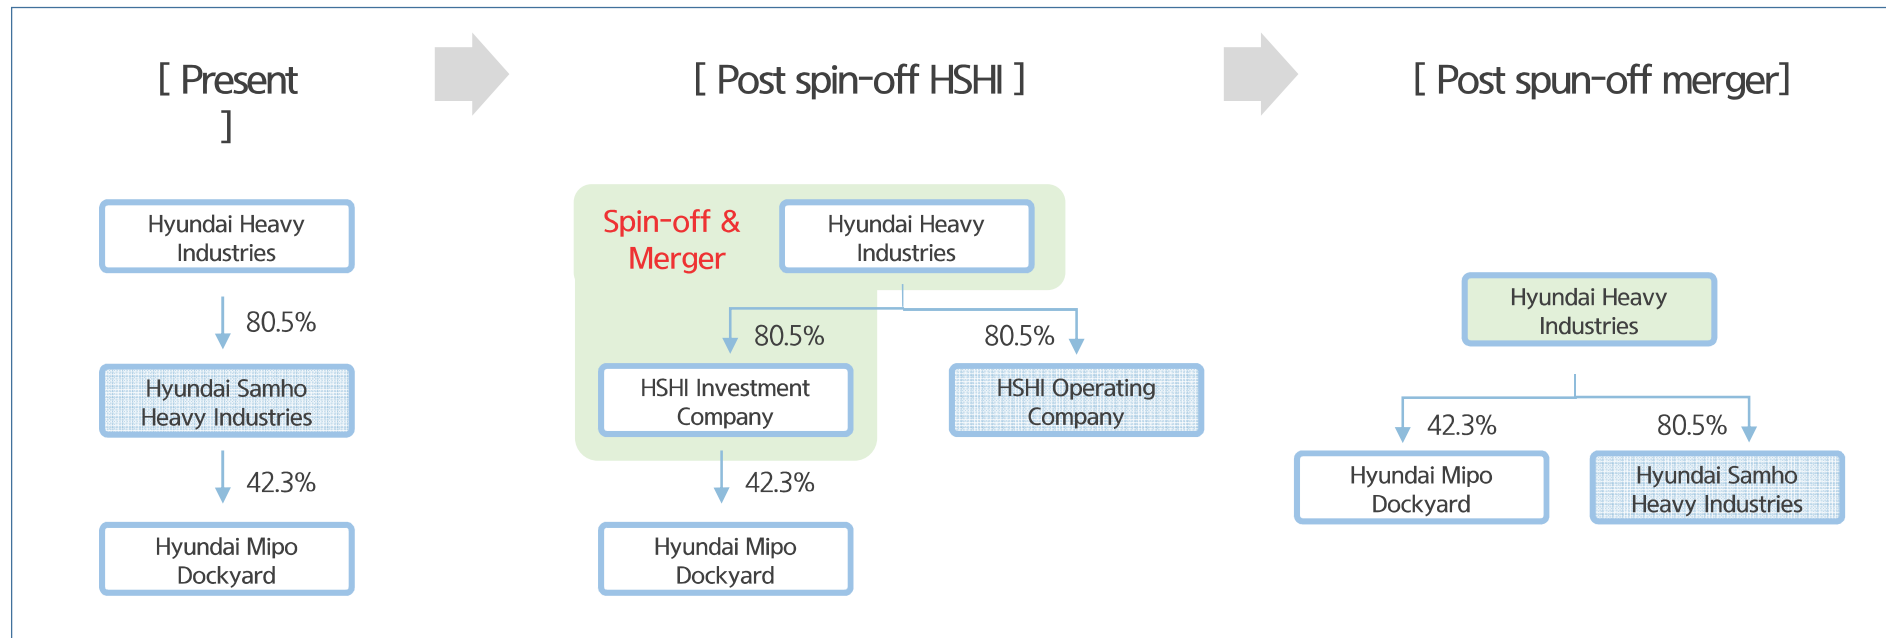 [ Present
]
[ Post spin-off HSHI ]
[ Post spun-off merger]
Hyundai Heavy
Industries
80.5%
Hyundai Samho
Heavy Industries
42.3%
Hyundai Mipo
Dockyard
Spin-off &
Merger
Hyundai Heavy
Industries
80.5%
80.5%
HSHI Investment
Company
HSHI Operating
Company
42.3%
Hyundai Mipo
Dockyard
Hyundai Heavy
Industries
42.3%
80.5%
Hyundai Mipo
Dockyard
Hyundai Samho
Heavy Industries